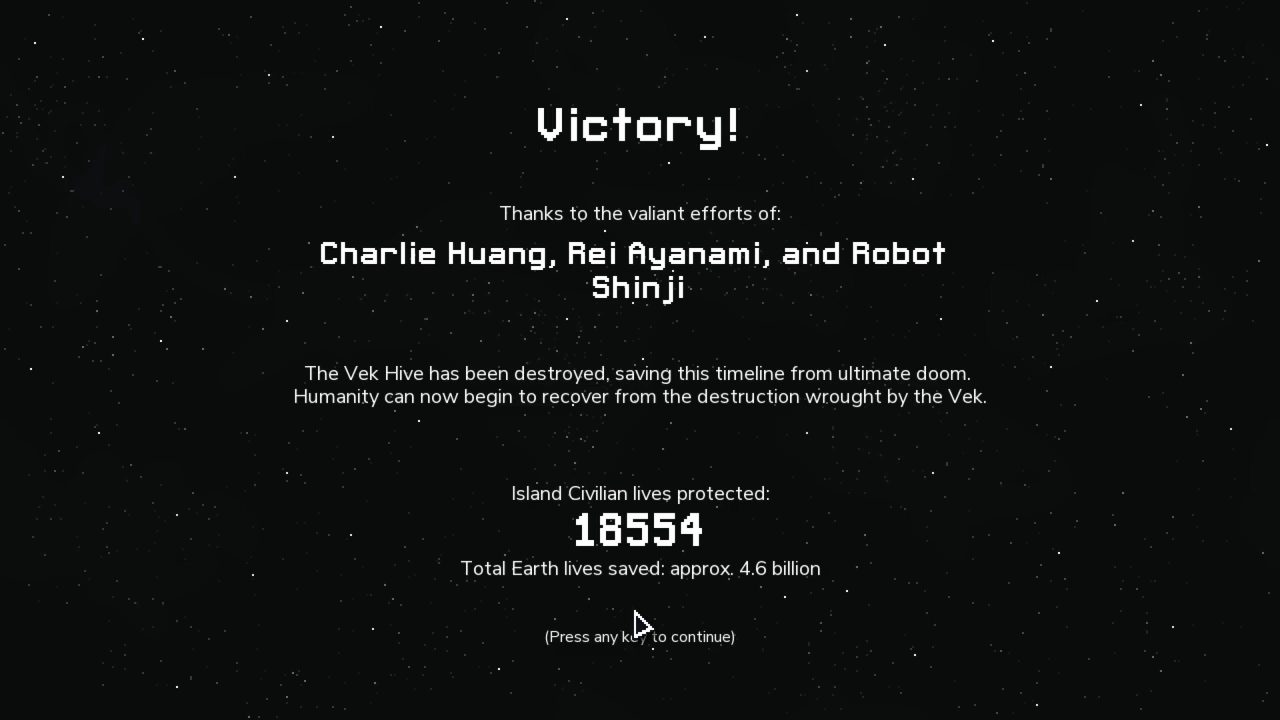 Victory!
Thanks to the valiant efforts of:
Charlie Huang, Rei Ayanami, and Robot
Shinji
The Vek Hive has been destroyed, saving this timeline from ultimate doom.
Humanity can now begin to recover from the destruction wrought by the Vek.
Island Civilian lives protected:
18554
Total Earth lives saved: approx. 4.6 billion
(Press any key to continue)